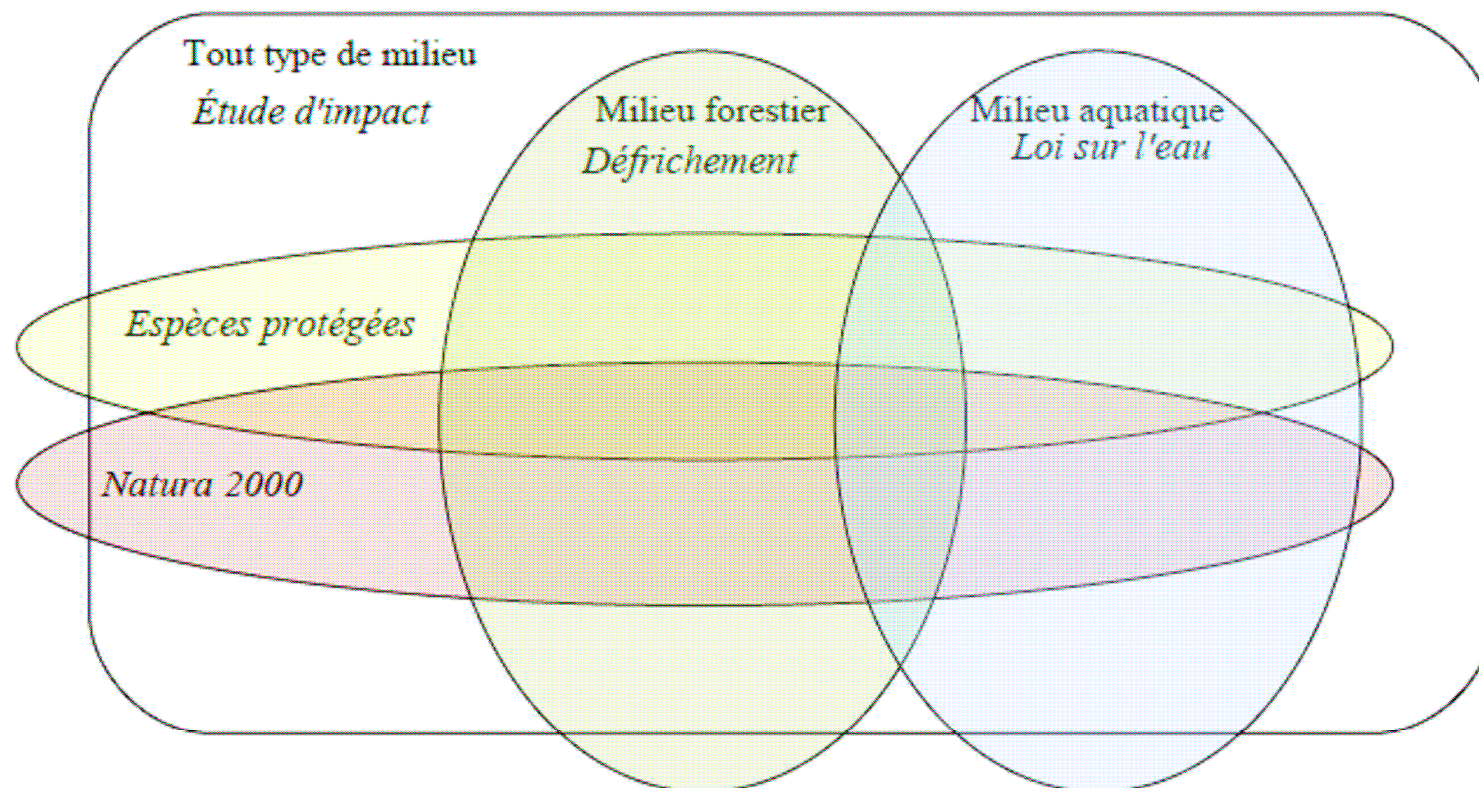 Tout type de milieu
Étude d'impact
Milieu forestier
Défrichement
Milieu aquatique
Loi sur l'eau
Espèces protégées
Natura 2000